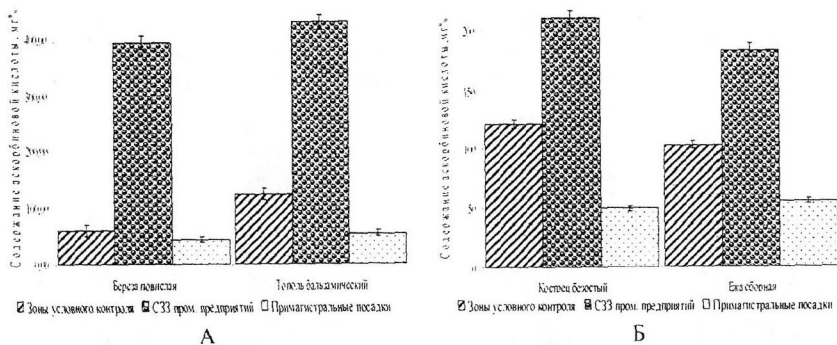 Содержание аскорбиновой кислоты, мг%
Береза повислая
Тополь бальзамический
Зоны условного контроля СЗЗ пром. предприятий Примагистральные посадки
А
Содержание аскорбиновой кислоты, мг%
150
100
50
0
Кострец безостый
Ежа сборная
Зоны условного контроля СЗЗ пром. предприятий Примагистральные посадки
Б